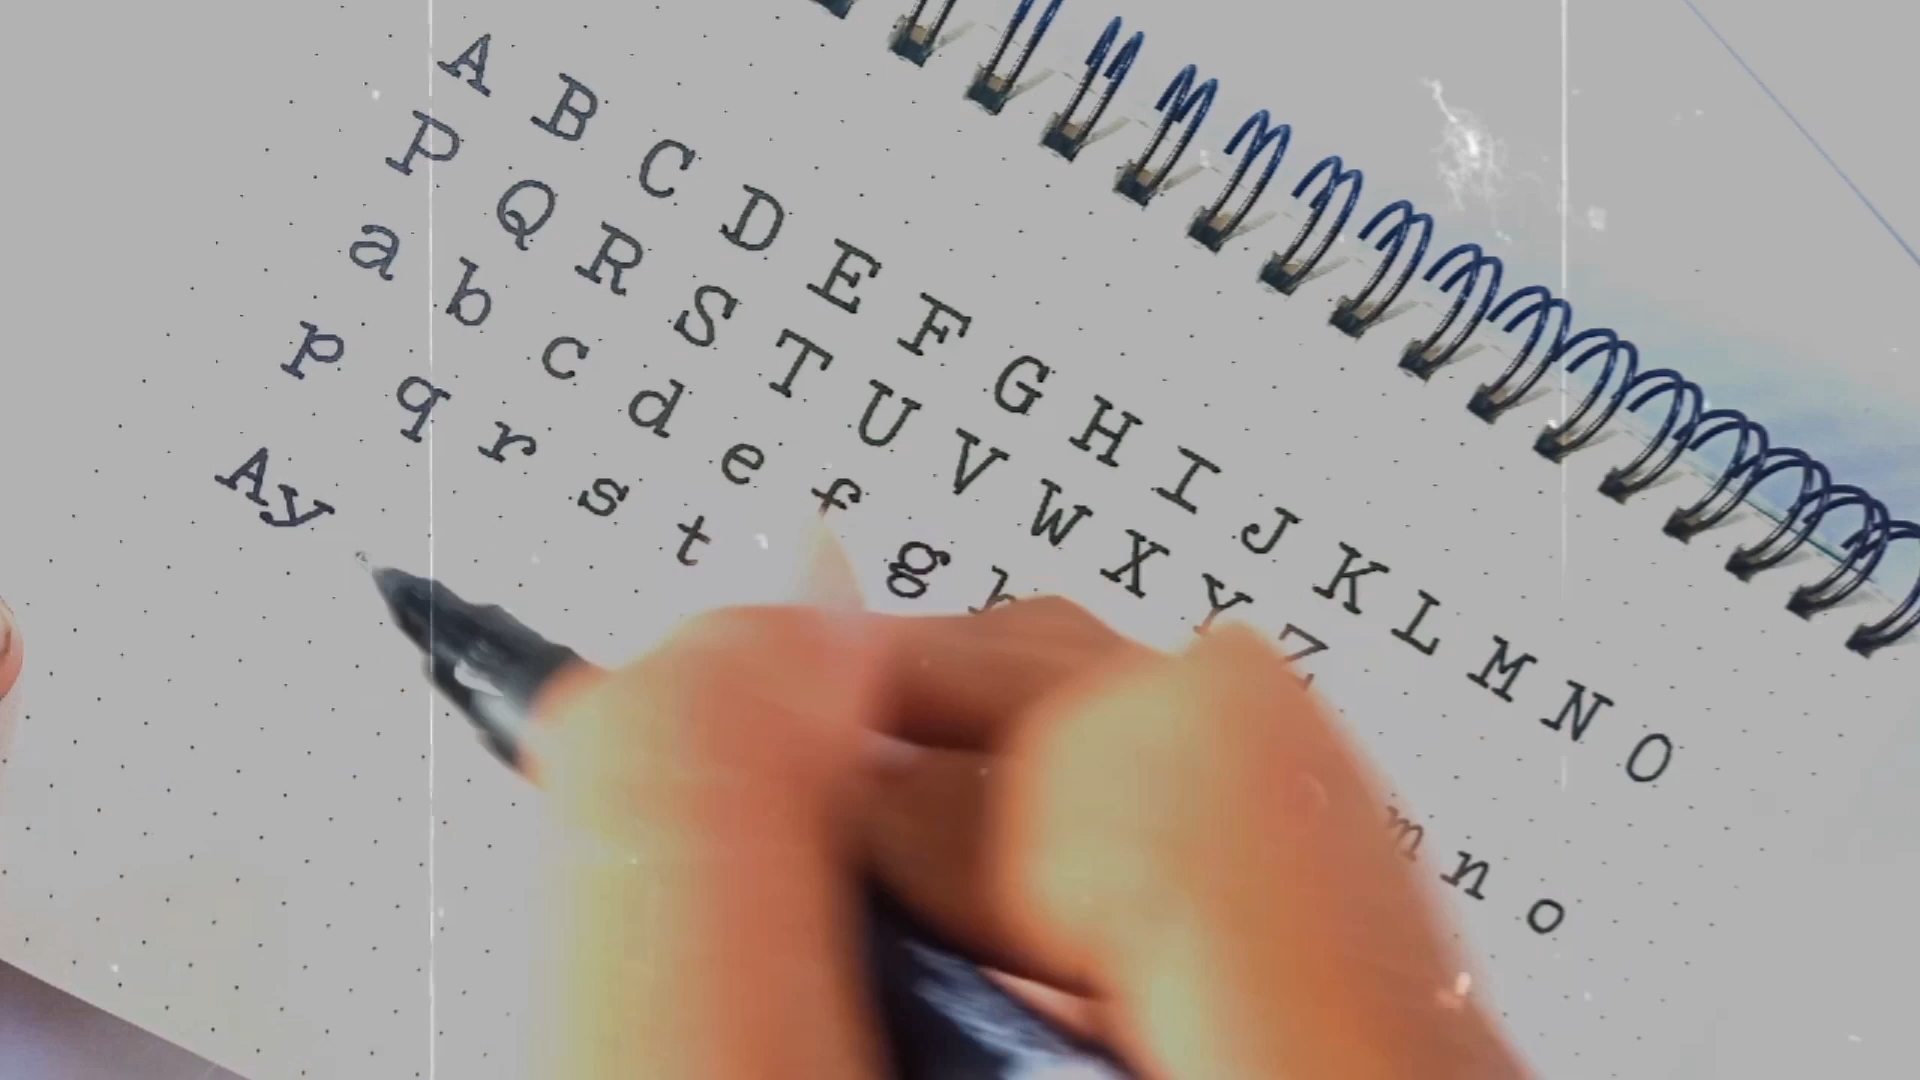 A B C D E F G H I J K L M N O
P Q R S T U V W X Y Z
a b c d e f g h m n o
p q r s t
Ay